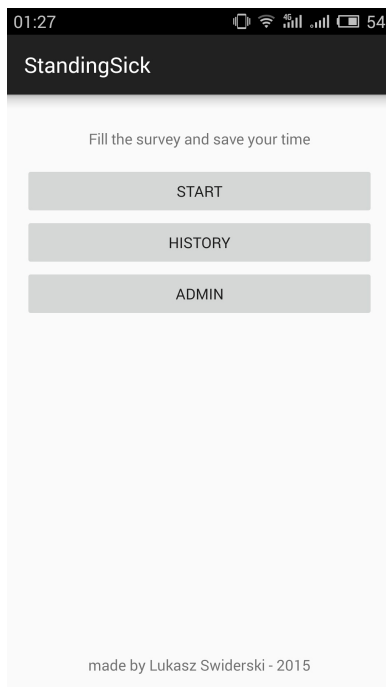 01:27
4G
54
StandingSick
Fill the survey and save your time
START
HISTORY
ADMIN
made by Lukasz Swiderski - 2015